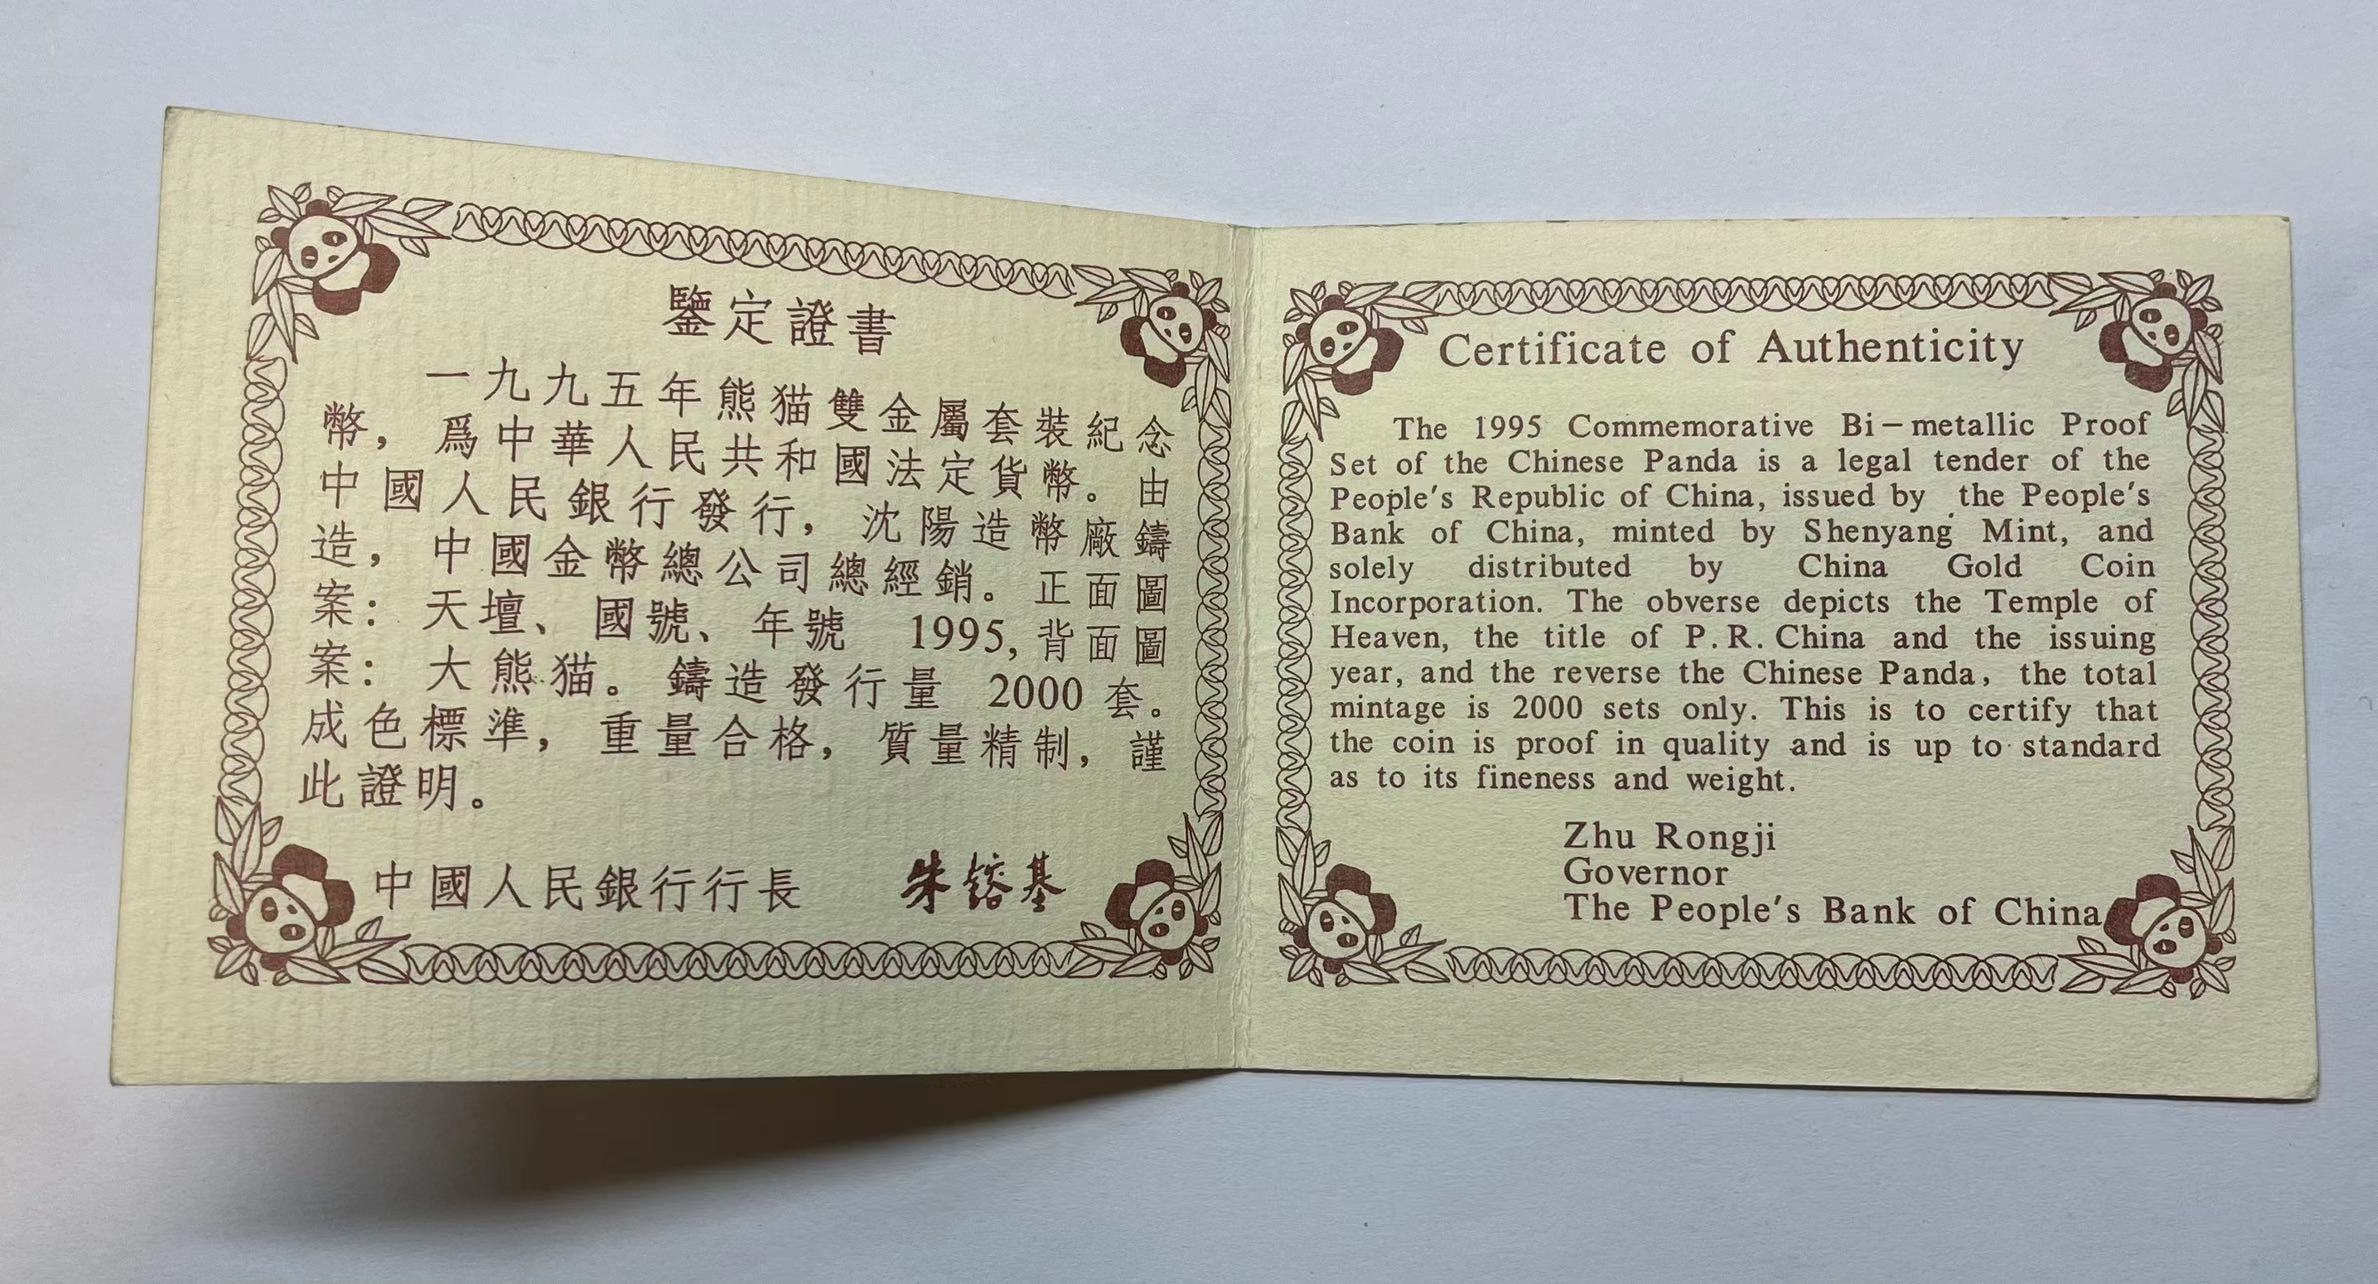 鑒定證書
一九九五年熊猫雙金屬套裝紀念
幣，爲中華人民共和國法定貨幣。由
中國人民銀行發行，沈陽造幣廠鑄
造，中國金幣總公司總經銷。正面圖
案：天壇、國號、年號 1995,背面圖
案：大熊猫。鑄造發行量 2000 套。
成色標準，重量合格，質量精制，謹
此證明。
中國人民銀行行長 朱鎔基
Certificate of Authenticity
The 1995 Commemorative Bi-metallic Proof
Set of the Chinese Panda is a legal tender of the
People's Republic of China, issued by the People's
Bank of China, minted by Shenyang Mint, and
solely distributed by China Gold Coin
Incorporation. The obverse depicts the Temple of
Heaven, the title of P.R.China and the issuing
year, and the reverse the Chinese Panda, the total
mintage is 2000 sets only. This is to certify that
the coin is proof in quality and is up to standard
as to its fineness and weight.
Zhu Rongji
Governor
The People's Bank of China